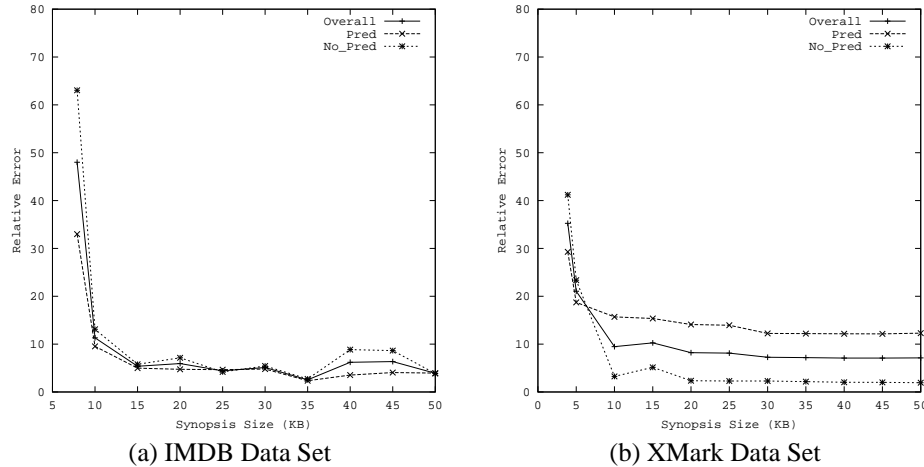 80
70
60
50
40
30
20
10
0
5 10 15 20 25 30 35 40 45 50
Relative Error
Synopsis Size (KB)
Overall
Pred
No_Pred
(a) IMDB Data Set
80
70
60
50
40
30
20
10
0
0 5 10 15 20 25 30 35 40 45 50
Relative Error
Synopsis Size (KB)
Overall
Pred
No_Pred
(b) XMark Data Set